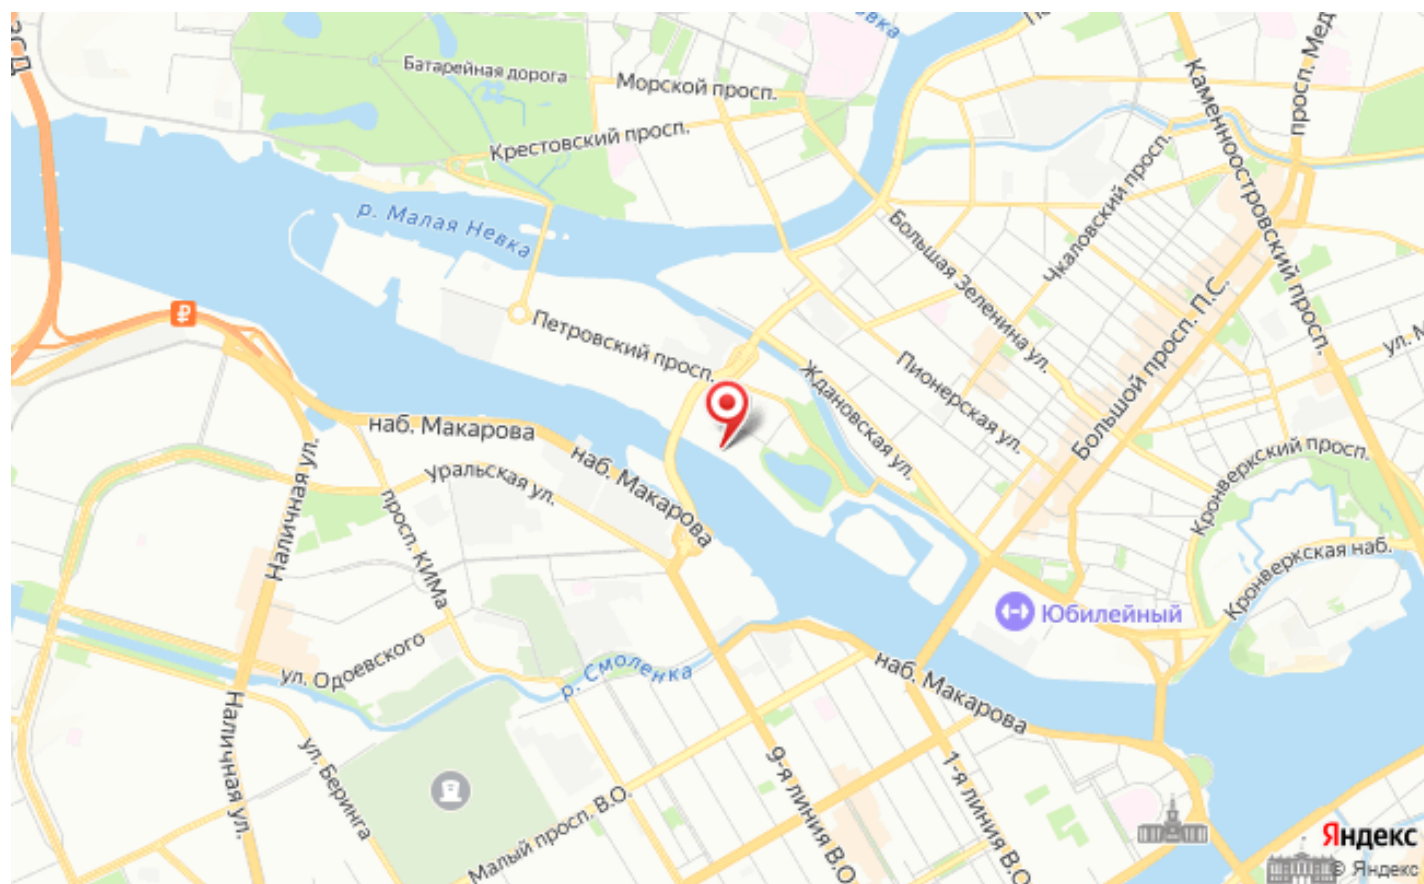 ЗСД
Батарейная дорога
Морской просп.
Крестовский просп.
р. Малая Невка
Невка
Каменноостровский просп.
просп. Мед
Чкаловский просп.
Большая Зеленина ул.
Большой просп. П.С.
Петровский просп.
Ждановская ул.
Пионерская ул.
ул. М
наб. Макарова
наб. Макарова
Уральская ул.
Наличная ул.
просп. КИМа
Кронверкский просп.
Кронверкская наб.
Юбилейный
ул. Одоевского
р. Смоленка
наб. Макарова
Наличная ул.
ул. Беринга
Малый просп. В.О.
9-я линия В.О
1-я линия В.О
Яндекс
© Яндекс